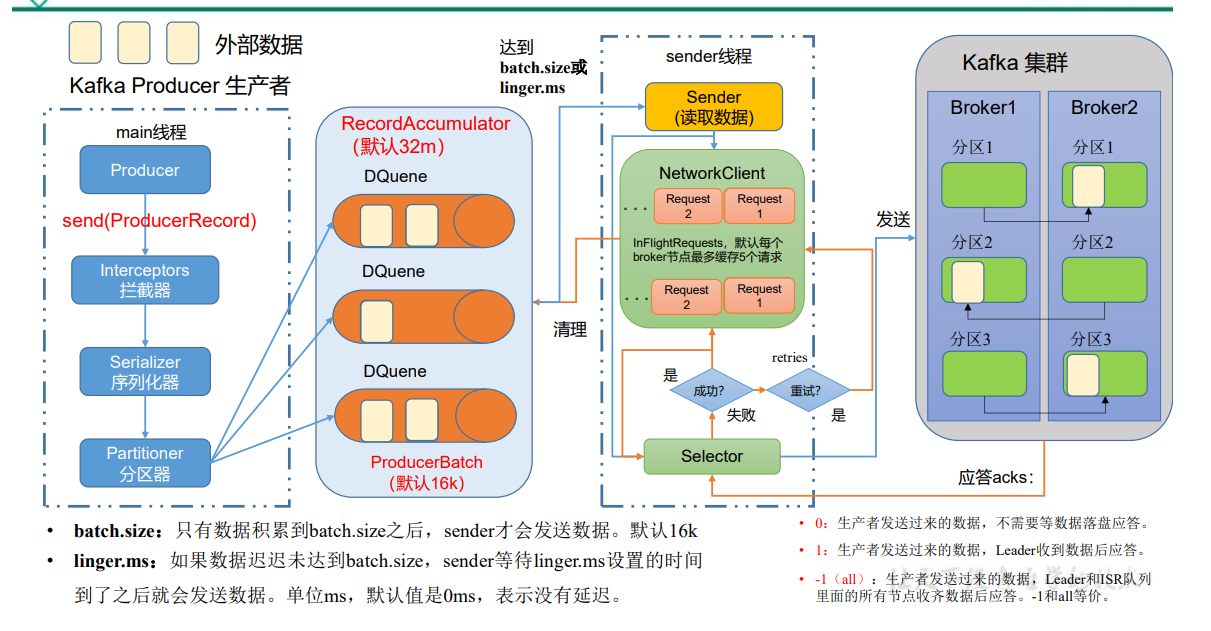 外部数据
Kafka Producer 生产者
main线程
Producer
send(ProducerRecord)
Interceptors
拦截器
Serializer
序列化器
Partitioner
分区器
RecordAccumulator
(默认32m)
DQuene
DQuene
DQuene
ProducerBatch
(默认16k)
达到
batch.size或
linger.ms
清理
sender线程
Sender
(读取数据)
NetworkClient
...
Request
2
Request
1
InFlightRequests，默认每个
broker节点最多缓存5个请求
...
Request
2
Request
1
retries
是
成功?
失败
重试?
是
Selector
发送
Kafka 集群
Broker1
Broker2
分区1
分区1
分区2
分区2
分区3
分区3
应答acks：
• batch.size：只有数据积累到batch.size之后，sender才会发送数据。默认16k
• linger.ms：如果数据迟迟未达到batch.size，sender等待linger.ms设置的时间
到了之后就会发送数据。单位ms，默认值是0ms，表示没有延迟。
• 0：生产者发送过来的数据，不需要等数据落盘应答。
• 1：生产者发送过来的数据，Leader收到数据后应答。
• -1（all）：生产者发送过来的数据，Leader和ISR队列
里面的所有节点收齐数据后应答。-1和all等价。